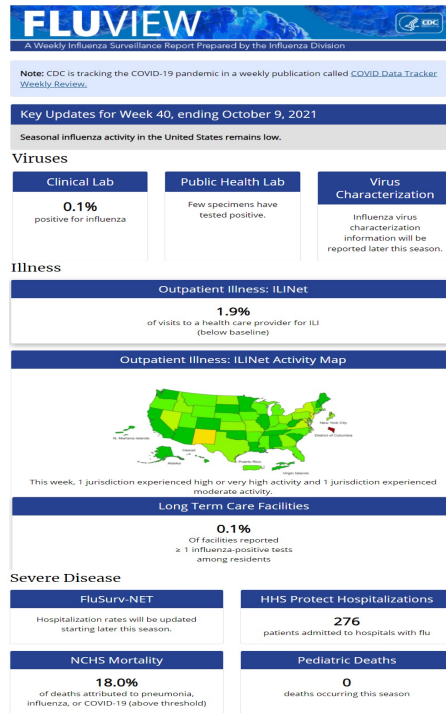 FLUVIEW
CDC
A Weekly Influenza Surveillance Report Prepared by the Influenza Division
Note: CDC is tracking the COVID-19 pandemic in a weekly publication called COVID Data Tracker
Weekly Review.
Key Updates for Week 40, ending October 9, 2021
Seasonal influenza activity in the United States remains low.
Viruses
Clinical Lab
0.1%
positive for influenza
Public Health Lab
Few specimens have
tested positive.
Virus
Characterization
Influenza virus
characterization
information will be
reported later this season.
Illness
Outpatient Illness: ILINet
1.9%
of visits to a health care provider for ILI
(below baseline)
Outpatient Illness: ILINet Activity Map
New York City
District of Columbia
N. Mariana Islands
Hawaii
Alaska
Puerto Rico
Virgin Islands
This week, 1 jurisdiction experienced high or very high activity and 1 jurisdiction experienced
moderate activity.
Long Term Care Facilities
0.1%
Of facilities reported
≥ 1 influenza-positive tests
among residents
Severe Disease
FluSurv-NET
Hospitalization rates will be updated
starting later this season.
HHS Protect Hospitalizations
276
patients admitted to hospitals with flu
NCHS Mortality
18.0%
of deaths attributed to pneumonia,
influenza, or COVID-19 (above threshold)
Pediatric Deaths
0
deaths occurring this season